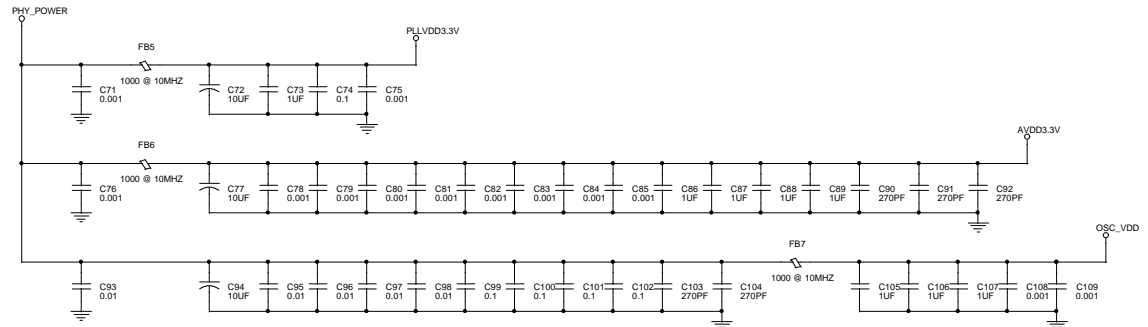 PHY_POWER
PLLVDD3.3V
FB5
1000 @ 10MHZ
C71
0.001
C72
10UF
C73
1UF
C74
0.1
C75
0.001
AVDD3.3V
FB6
1000 @ 10MHZ
C76
0.001
C77
10UF
C78
0.001
C79
0.001
C80
0.001
C81
0.001
C82
0.001
C83
0.001
C84
0.001
C85
0.001
C86
1UF
C87
1UF
C88
1UF
C89
1UF
C90
270PF
C91
270PF
C92
270PF
OSC_VDD
FB7
1000 @ 10MHZ
C93
0.01
C94
10UF
C95
0.01
C96
0.01
C97
0.01
C98
0.01
C99
0.1
C100
0.1
C101
0.1
C102
0.1
C103
270PF
C104
270PF
C105
1UF
C106
1UF
C107
1UF
C108
0.001
C109
0.001